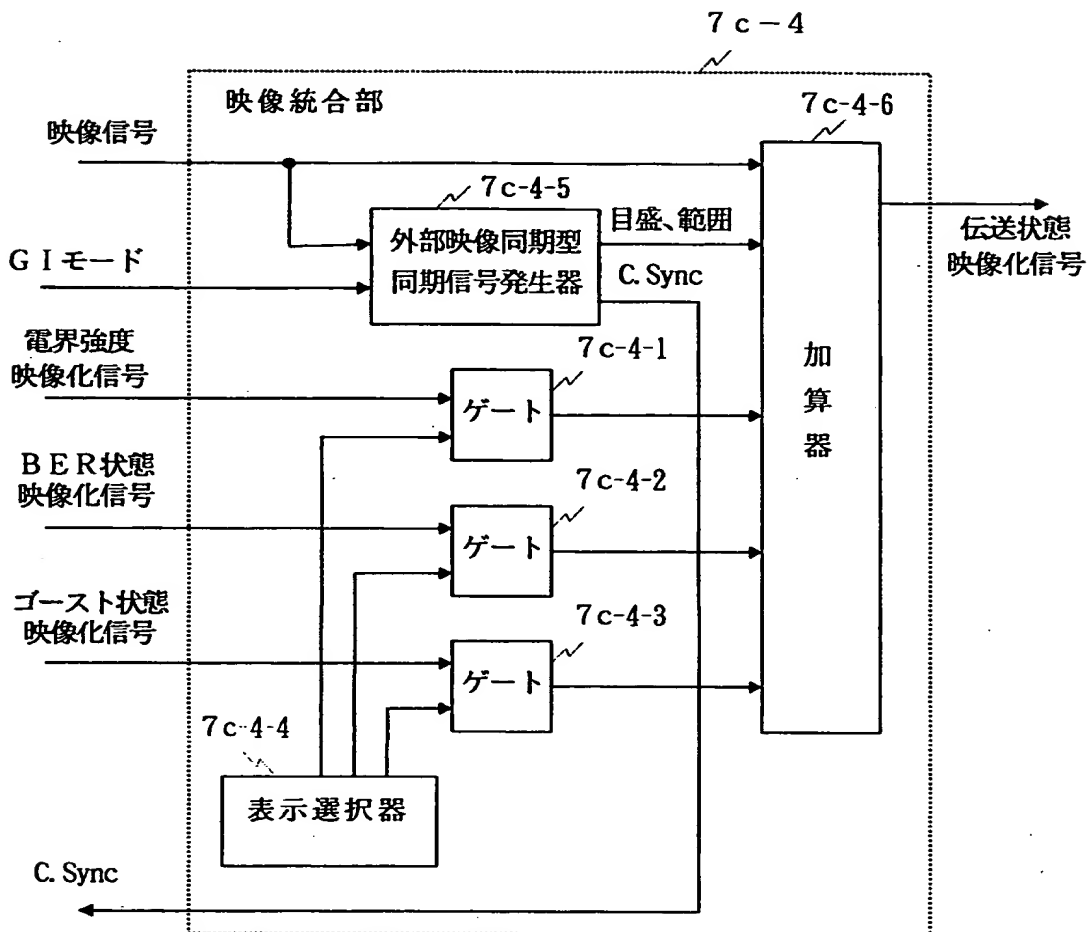 7c-4
映像統合部
7c-4-6
映像信号
7c-4-5
外部映像同期型
同期信号発生器
目盛、範囲
C. Sync
伝送状態
映像化信号
GIモード
電界強度
映像化信号
7c-4-1
ゲート
加算器
BER状態
映像化信号
7c-4-2
ゲート
ゴースト状態
映像化信号
7c-4-3
ゲート
7c-4-4
表示選択器
C. Sync